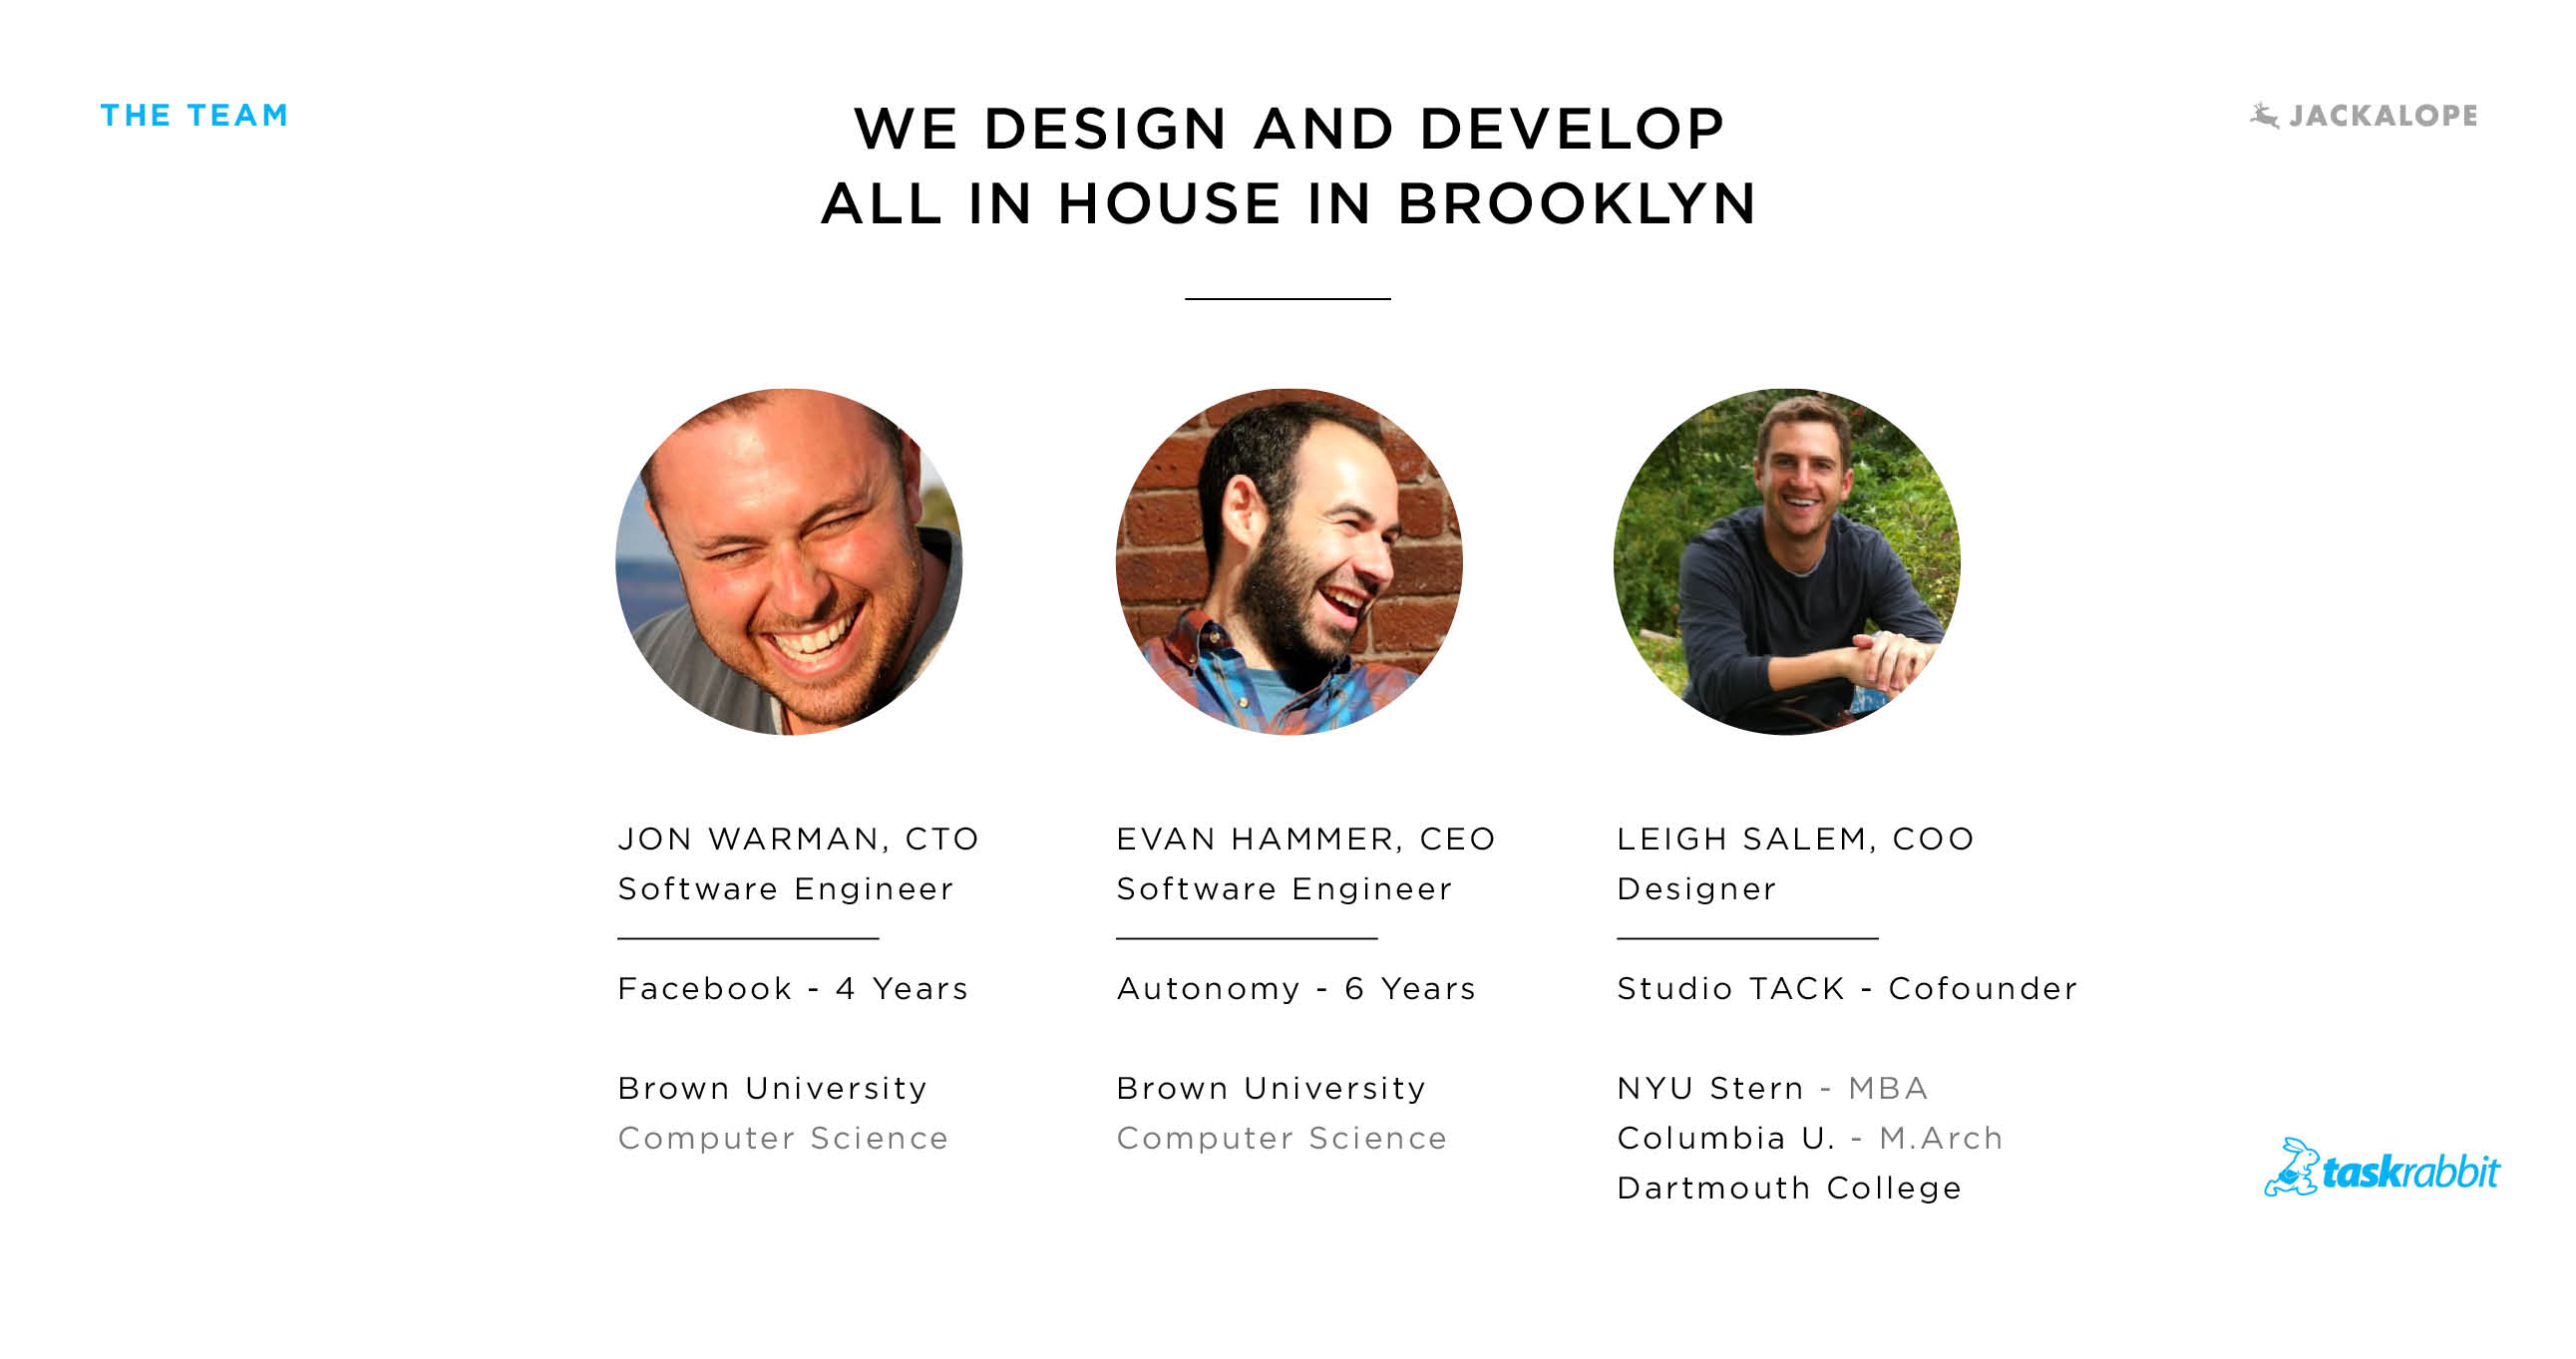 THE TEAM
WE DESIGN AND DEVELOP
ALL IN HOUSE IN BROOKLYN
JACKALOPE
JON WARMAN, CTO
Software Engineer
Facebook - 4 Years
Brown University
Computer Science
EVAN HAMMER, CEO
Software Engineer
Autonomy - 6 Years
Brown University
Computer Science
LEIGH SALEM, COO
Designer
Studio TACK - Cofounder
NYU Stern - MBA
Columbia U. - M.Arch
Dartmouth College
taskrabbit